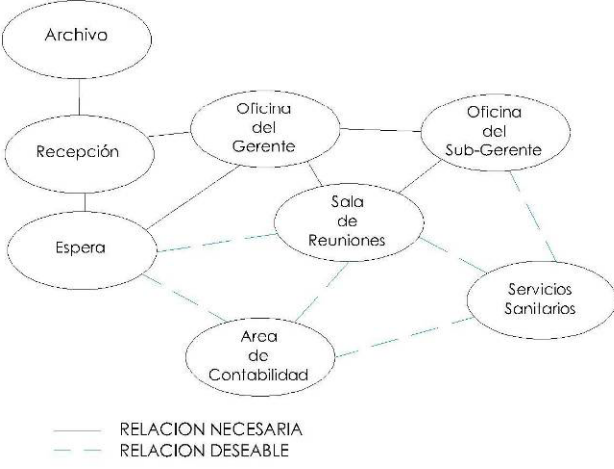 Archivo
Recepción
Espera
Oficina
del
Gerente
Oficina
del
Sub-Gerente
Sala
de
Reuniones
Servicios
Sanitarios
Area
de
Contabilidad
RELACION NECESARIA
RELACION DESEABLE